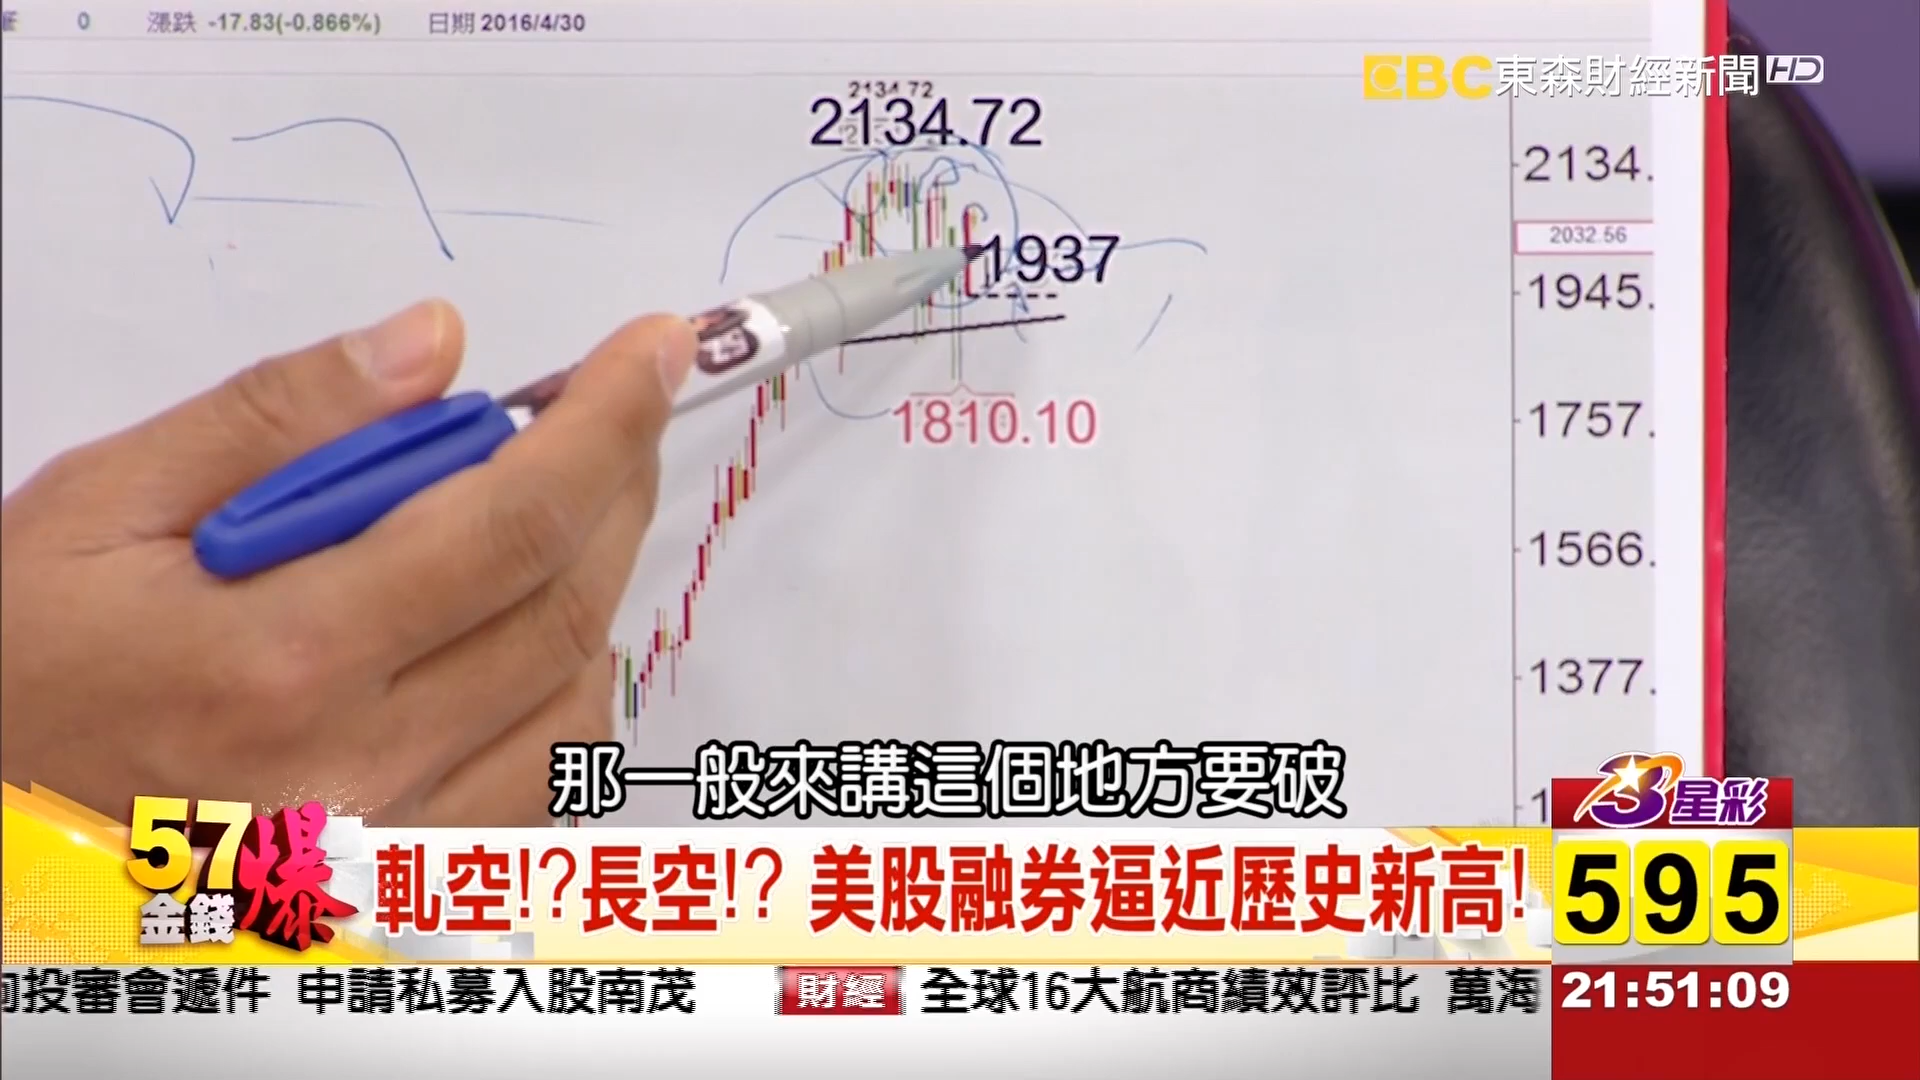 0 漲跌 -17.83(-0.866%) 日期 2016/4/30
EBC 東森財經新聞 HD
2134.72
2134.72
2134.
1937
2032.56
1945.
1810.10
1757.
1566.
1377.
1
那一般來講這個地方要破
57金錢爆
軋空!?長空!? 美股融券逼近歷史新高!
3星彩
595
向投審會遞件 申請私募入股南茂 財經 全球16大航商績效評比 萬海
21:51:09